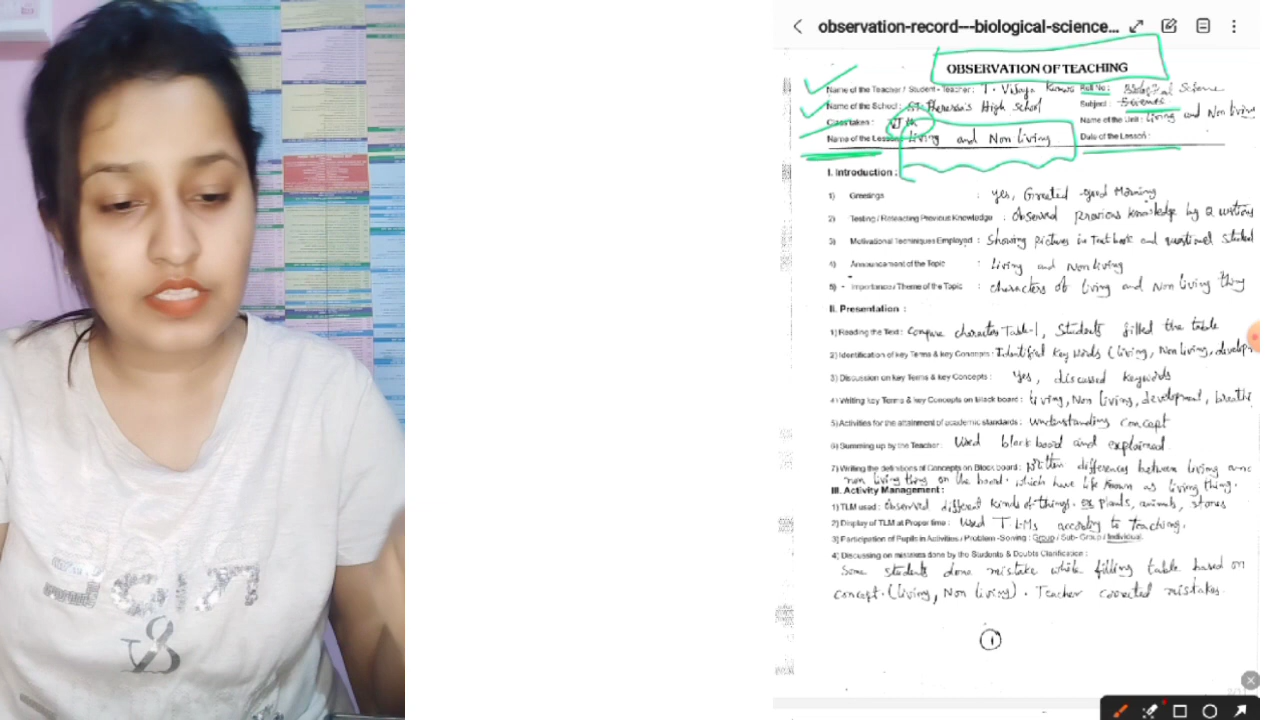 observation-record---biological-science...
OBSERVATION OF TEACHING
Name of the Teacher / Student - Teacher : T. Vijaya Kumar Roll No : Biological Science
Name of the School : ST. Theresa's High School Subject : Science
Class taken : VI th Name of the Unit : Living and Non living
Name of the Lesson : Living and Non Living Date of the Lesson :
I. Introduction :
1) Greetings : yes, Greeted good Morning
2) Testing / Reteaching Previous Knowledge : observed previous knowledge by Questions
3) Motivational Techniques Employed : Showing pictures in Text book and questioned student
4) Announcement of the Topic : Living and Non living
5) Importance / Theme of the Topic : characters of living and Non living thing
II. Presentation :
1) Reading the Text : Compare characters Table-1, Students filled the table
2) Identification of key Terms & key Concepts : Identified key words (living, Non living, develop
3) Discussion on key Terms & key Concepts : Yes, discussed keywords
4) Writing key Terms & key Concepts on black board : living, Non living, development, breathi
5) Activities for the attainment of academic standards : understanding concept
6) Summing up by the Teacher : Used black board and explained
7) Writing the definitions of Concepts on Block board : Written differences between living and
non living thing on the board. which have life known as living thing.
III. Activity Management :
1) TLM used : observed different kinds of things. Ex plants, animals, stones
2) Display of TLM at Proper time : Used T.L.Ms according to teaching.
3) Participation of Pupils in Activities / Problem - Solving : Group / Sub - Group / Individual.
4) Discussing on mistakes done by the Students & Doubts Clarification :
Some students done mistake while filling table based on
concept. (living, Non living). Teacher corrected mistakes.
1